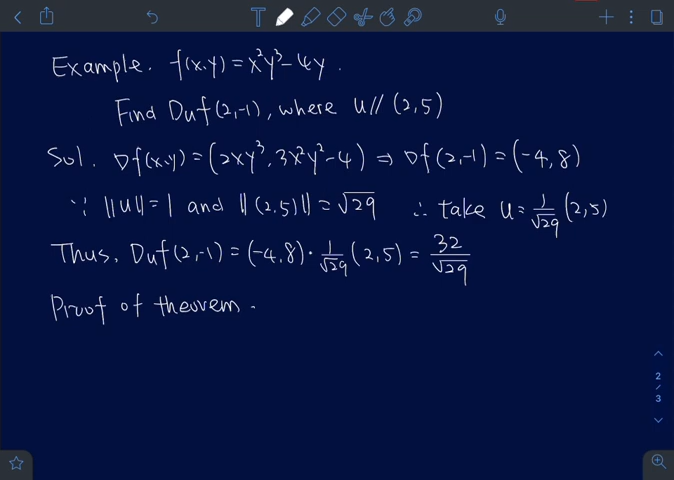 Example. f(x,y) = x²y³ - 4y .
Find Duf(2,-1), where u // (2,5)
Sol. ∇f(x,y) = (2xy³, 3x²y² - 4) ⇒ ∇f(2,-1) = (-4, 8)
∵ ||u|| = 1 and ||(2,5)|| = √29 ∴ take u = 1/√29 (2,5)
Thus, Duf(2,-1) = (-4,8) · 1/√29 (2,5) = 32/√29
Proof of theorem .
2
/
3